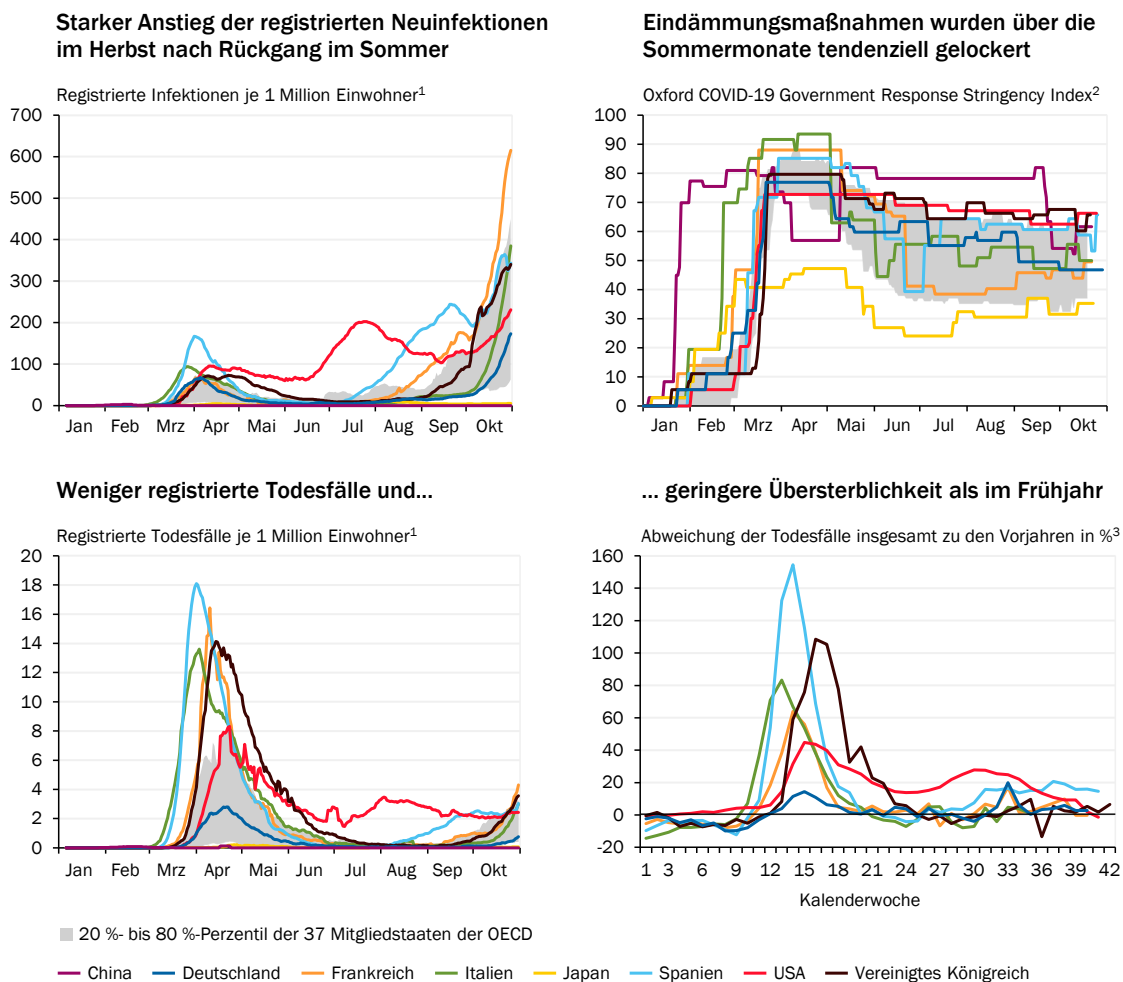 Starker Anstieg der registrierten Neuinfektionen
im Herbst nach Rückgang im Sommer
Registrierte Infektionen je 1 Million Einwohner¹
700
600
500
400
300
200
100
0
Jan Feb Mrz Apr Mai Jun Jul Aug Sep Okt
Eindämmungsmaßnahmen wurden über die
Sommermonate tendenziell gelockert
Oxford COVID-19 Government Response Stringency Index²
100
90
80
70
60
50
40
30
20
10
0
Jan Feb Mrz Apr Mai Jun Jul Aug Sep Okt
Weniger registrierte Todesfälle und...
Registrierte Todesfälle je 1 Million Einwohner¹
20
18
16
14
12
10
8
6
4
2
0
Jan Feb Mrz Apr Mai Jun Jul Aug Sep Okt
... geringere Übersterblichkeit als im Frühjahr
Abweichung der Todesfälle insgesamt zu den Vorjahren in %³
160
140
120
100
80
60
40
20
0
-20
1 3 6 9 12 15 18 21 24 27 30 33 36 39 42
Kalenderwoche
20 %- bis 80 %-Perzentil der 37 Mitgliedstaaten der OECD
China Deutschland Frankreich Italien Japan Spanien USA Vereinigtes Königreich